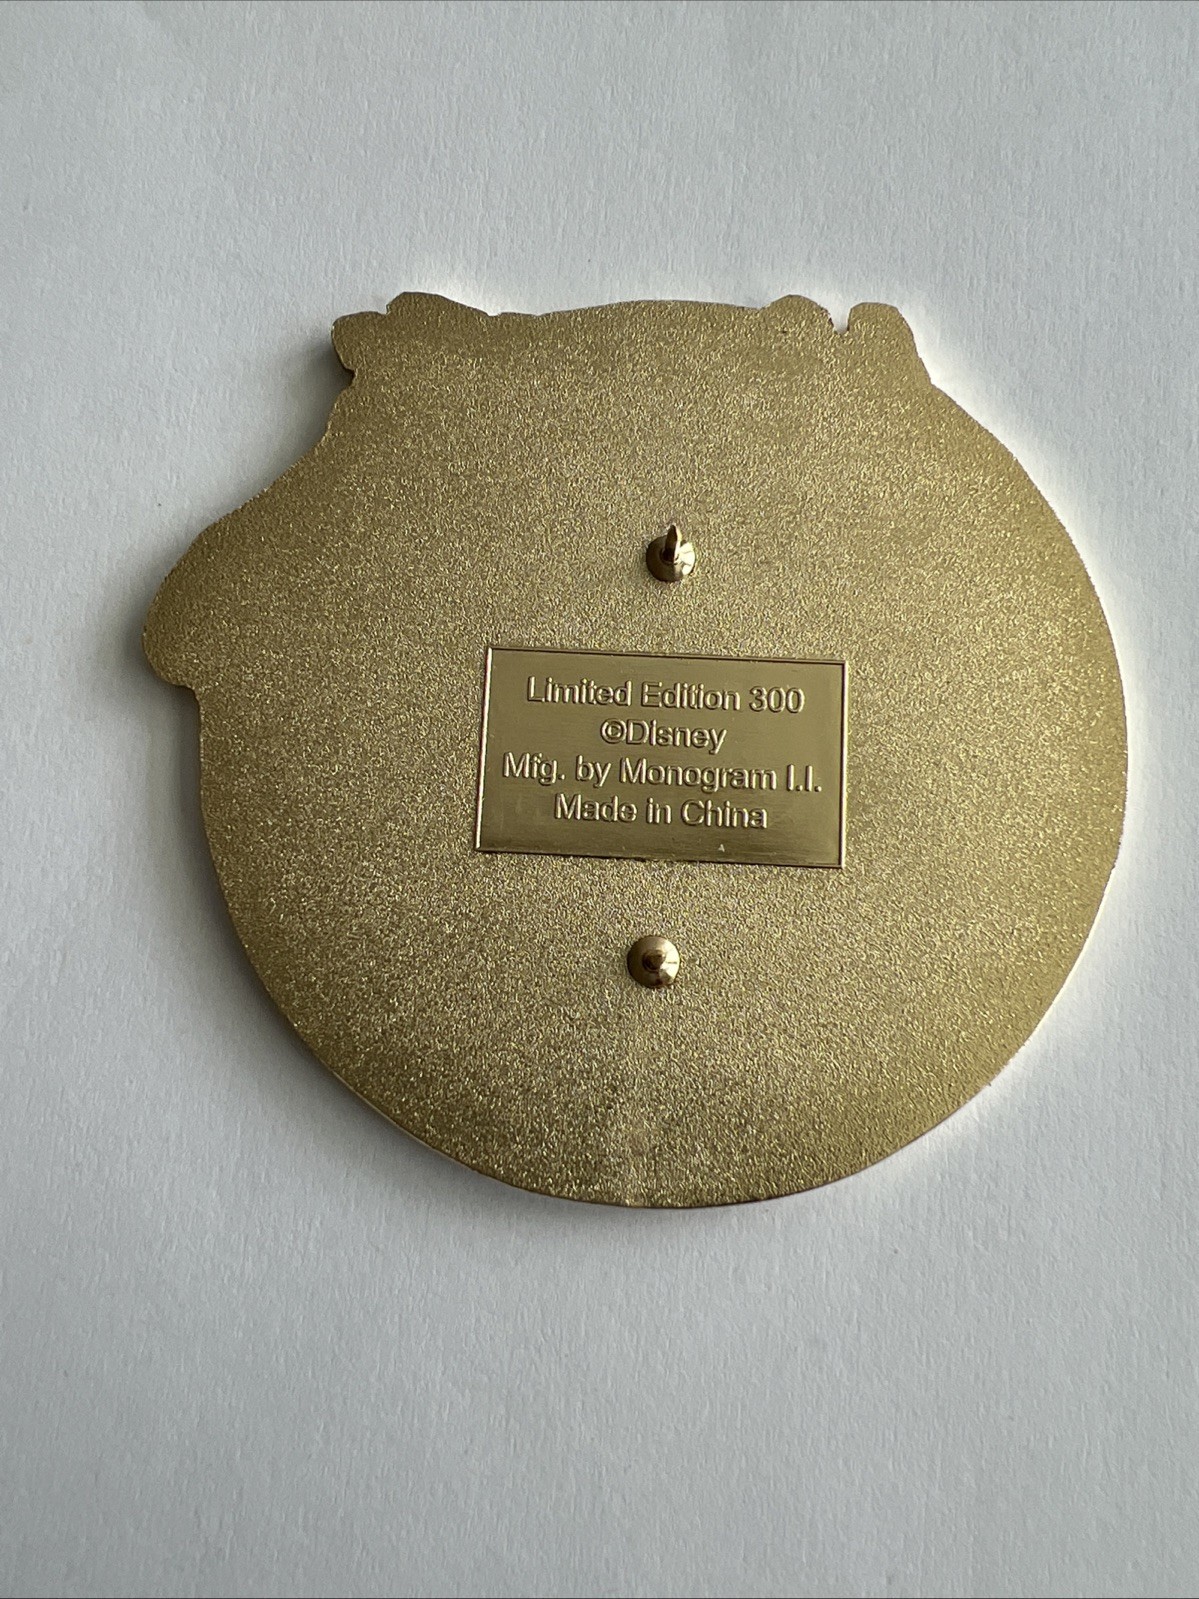 Limited Edition 300
©Disney
Mfg. by Monogram I.I.
Made in China